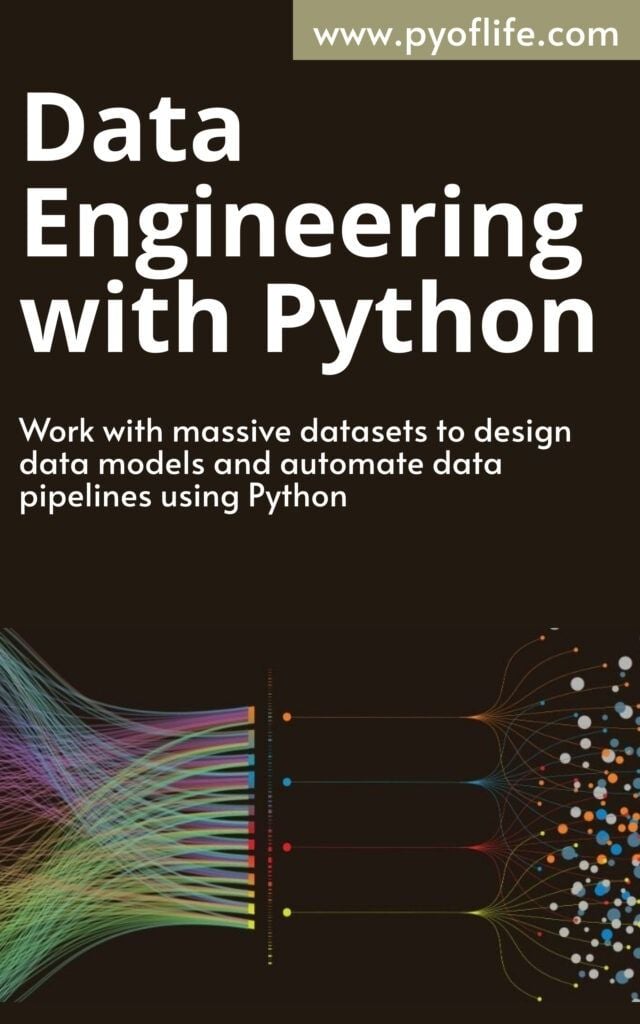 www.pyoflife.com
Data
Engineering
with Python
Work with massive datasets to design
data models and automate data
pipelines using Python